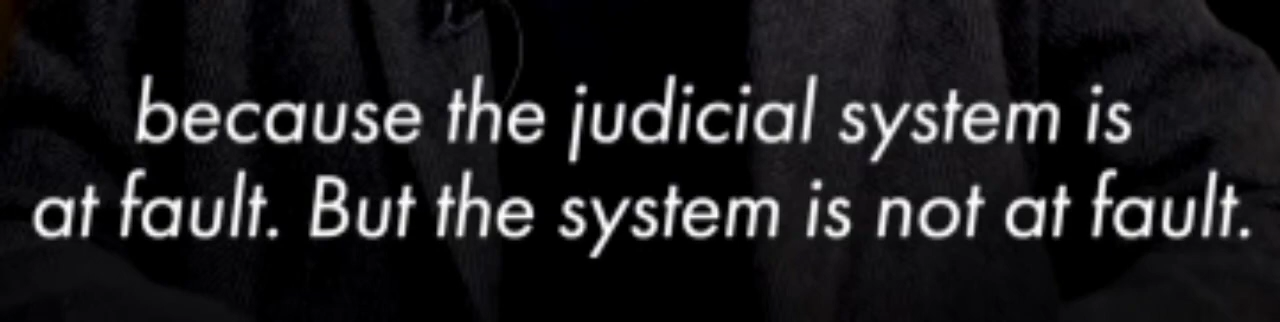 because the judicial system is
at fault. But the system is not at fault.